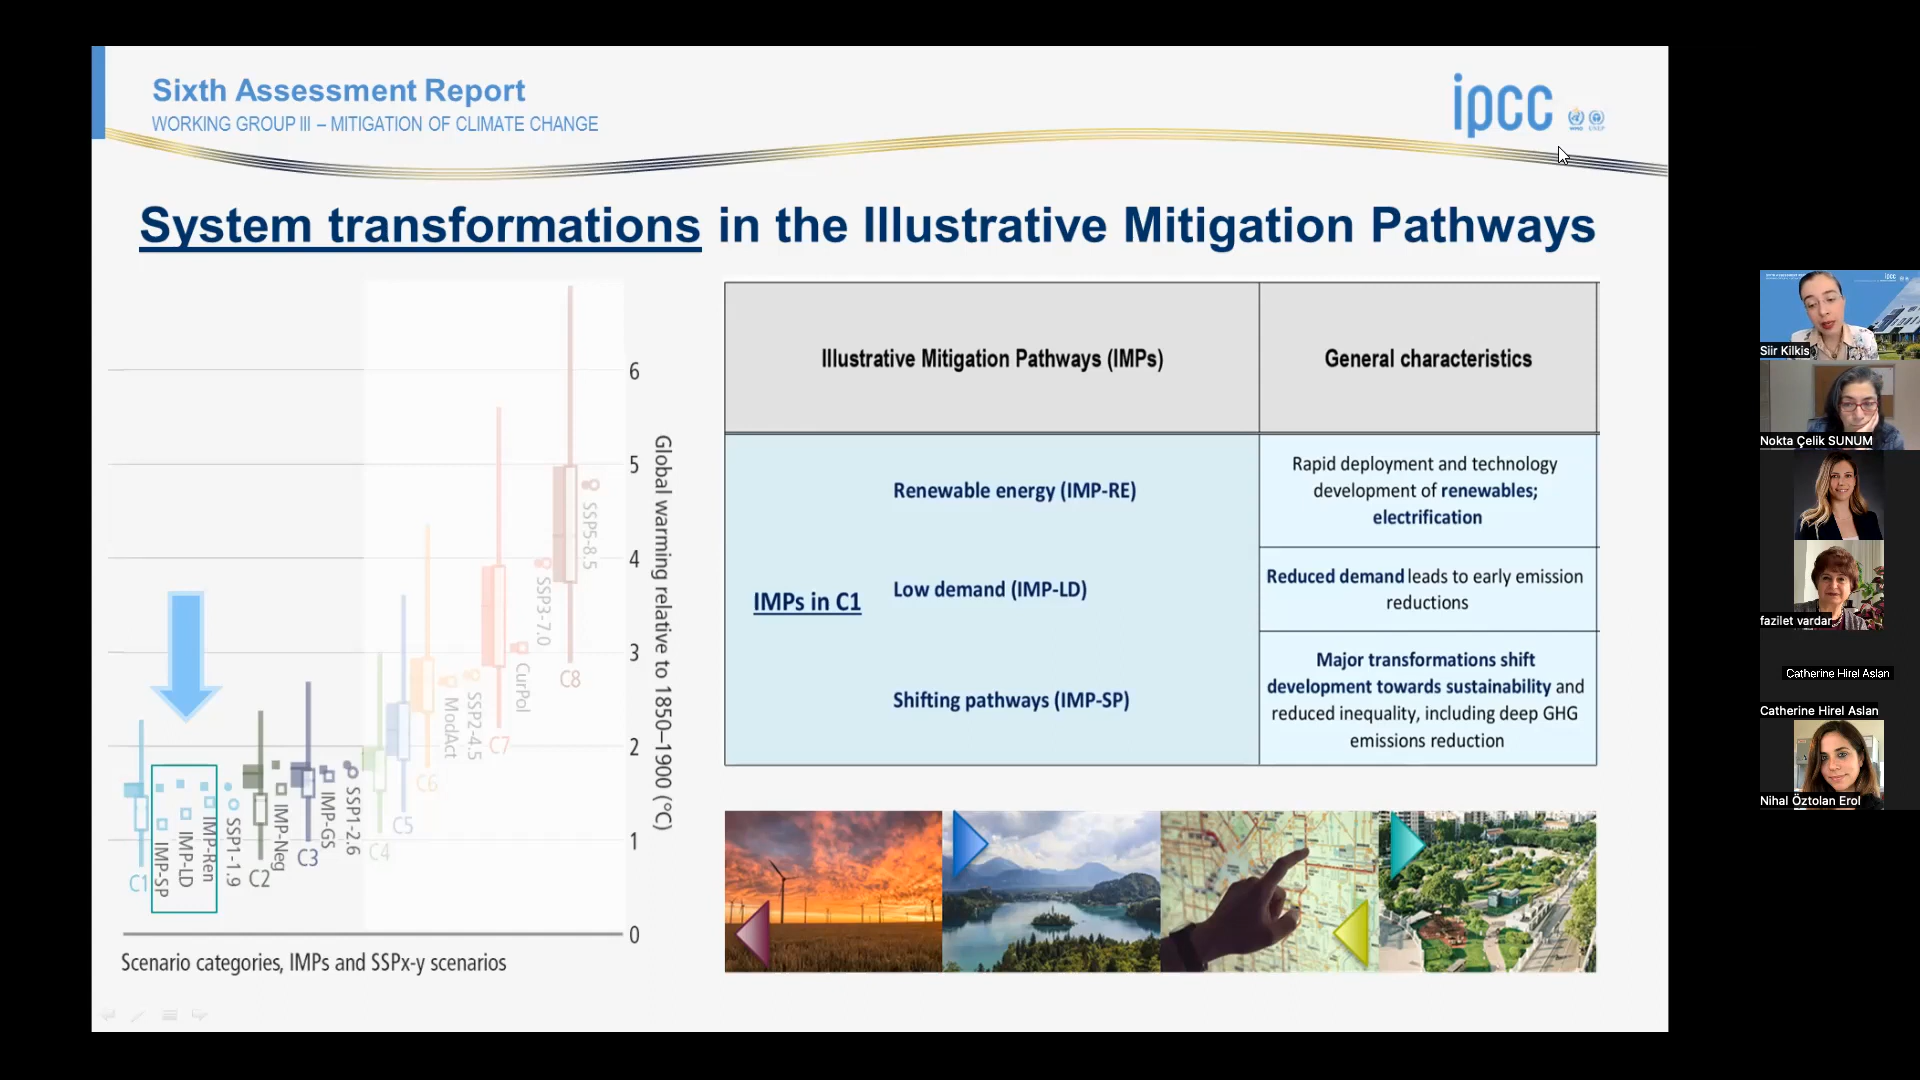 Sixth Assessment Report
WORKING GROUP III – MITIGATION OF CLIMATE CHANGE
ipcc
WMO
UNEP
System transformations in the Illustrative Mitigation Pathways
6
5
4
3
2
1
0
Global warming relative to 1850–1900 (°C)
C1
IMP-SP
IMP-LD
IMP-Ren
SSP1-1.9
C2
IMP-Neg
C3
IMP-GS
SSP1-2.6
C4
C5
C6
ModAct
SSP2-4.5
C7
CurPol
SSP3-7.0
C8
SSP5-8.5
Scenario categories, IMPs and SSPx-y scenarios
Illustrative Mitigation Pathways (IMPs)
General characteristics
IMPs in C1
Renewable energy (IMP-RE)
Rapid deployment and technology
development of renewables;
electrification
Low demand (IMP-LD)
Reduced demand leads to early emission
reductions
Shifting pathways (IMP-SP)
Major transformations shift
development towards sustainability and
reduced inequality, including deep GHG
emissions reduction
Siir Kilkis
Nokta Çelik SUNUM
fazilet vardar
Catherine Hirel Aslan
Catherine Hirel Aslan
Nihal Öztolan Erol